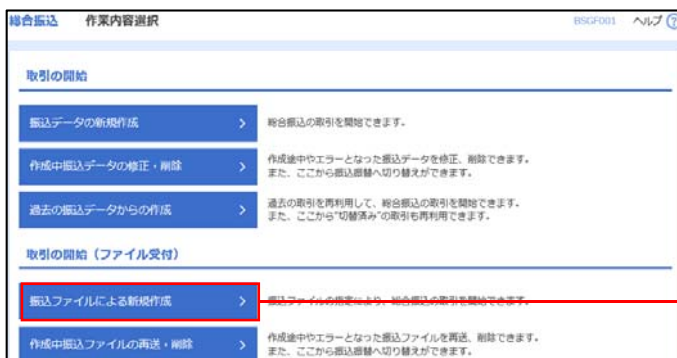 総合振込 作業内容選択 BSGF001 ヘルプ ?
取引の開始
振込データの新規作成 > 総合振込の取引を開始できます。
作成中振込データの修正・削除 > 作成途中やエラーとなった振込データを修正、削除できます。
また、ここから振込振替へ切り替えができます。
過去の振込データからの作成 > 過去の取引を再利用して、総合振込の取引を開始できます。
また、ここから"切替済み"の取引も再利用できます。
取引の開始（ファイル受付）
振込ファイルによる新規作成 > 振込ファイルの指定により、総合振込の取引を開始できます。
作成中振込ファイルの再送・削除 > 作成途中やエラーとなった振込ファイルを再送、削除できます。
また、ここから振込振替へ切り替えができます。